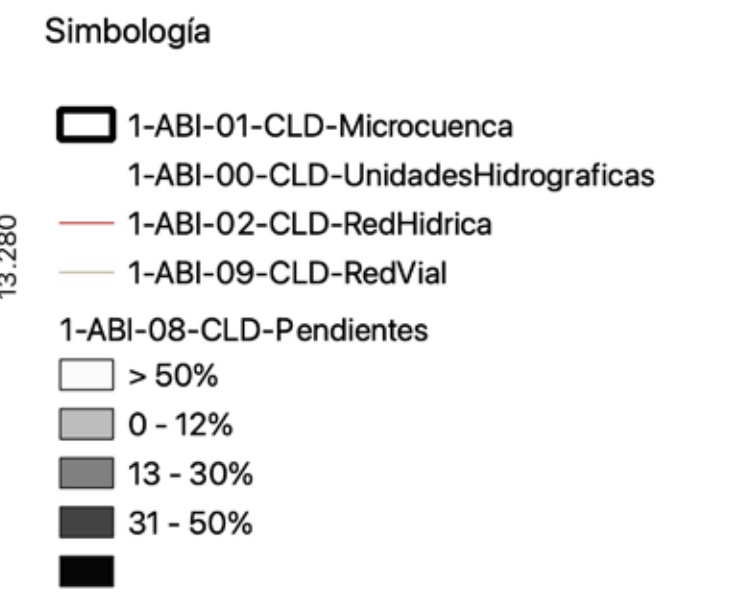 Simbología
1-ABI-01-CLD-Microcuenca
1-ABI-00-CLD-UnidadesHidrograficas
1-ABI-02-CLD-RedHidrica
1-ABI-09-CLD-RedVial
13.280
1-ABI-08-CLD-Pendientes
> 50%
0 - 12%
13 - 30%
31 - 50%